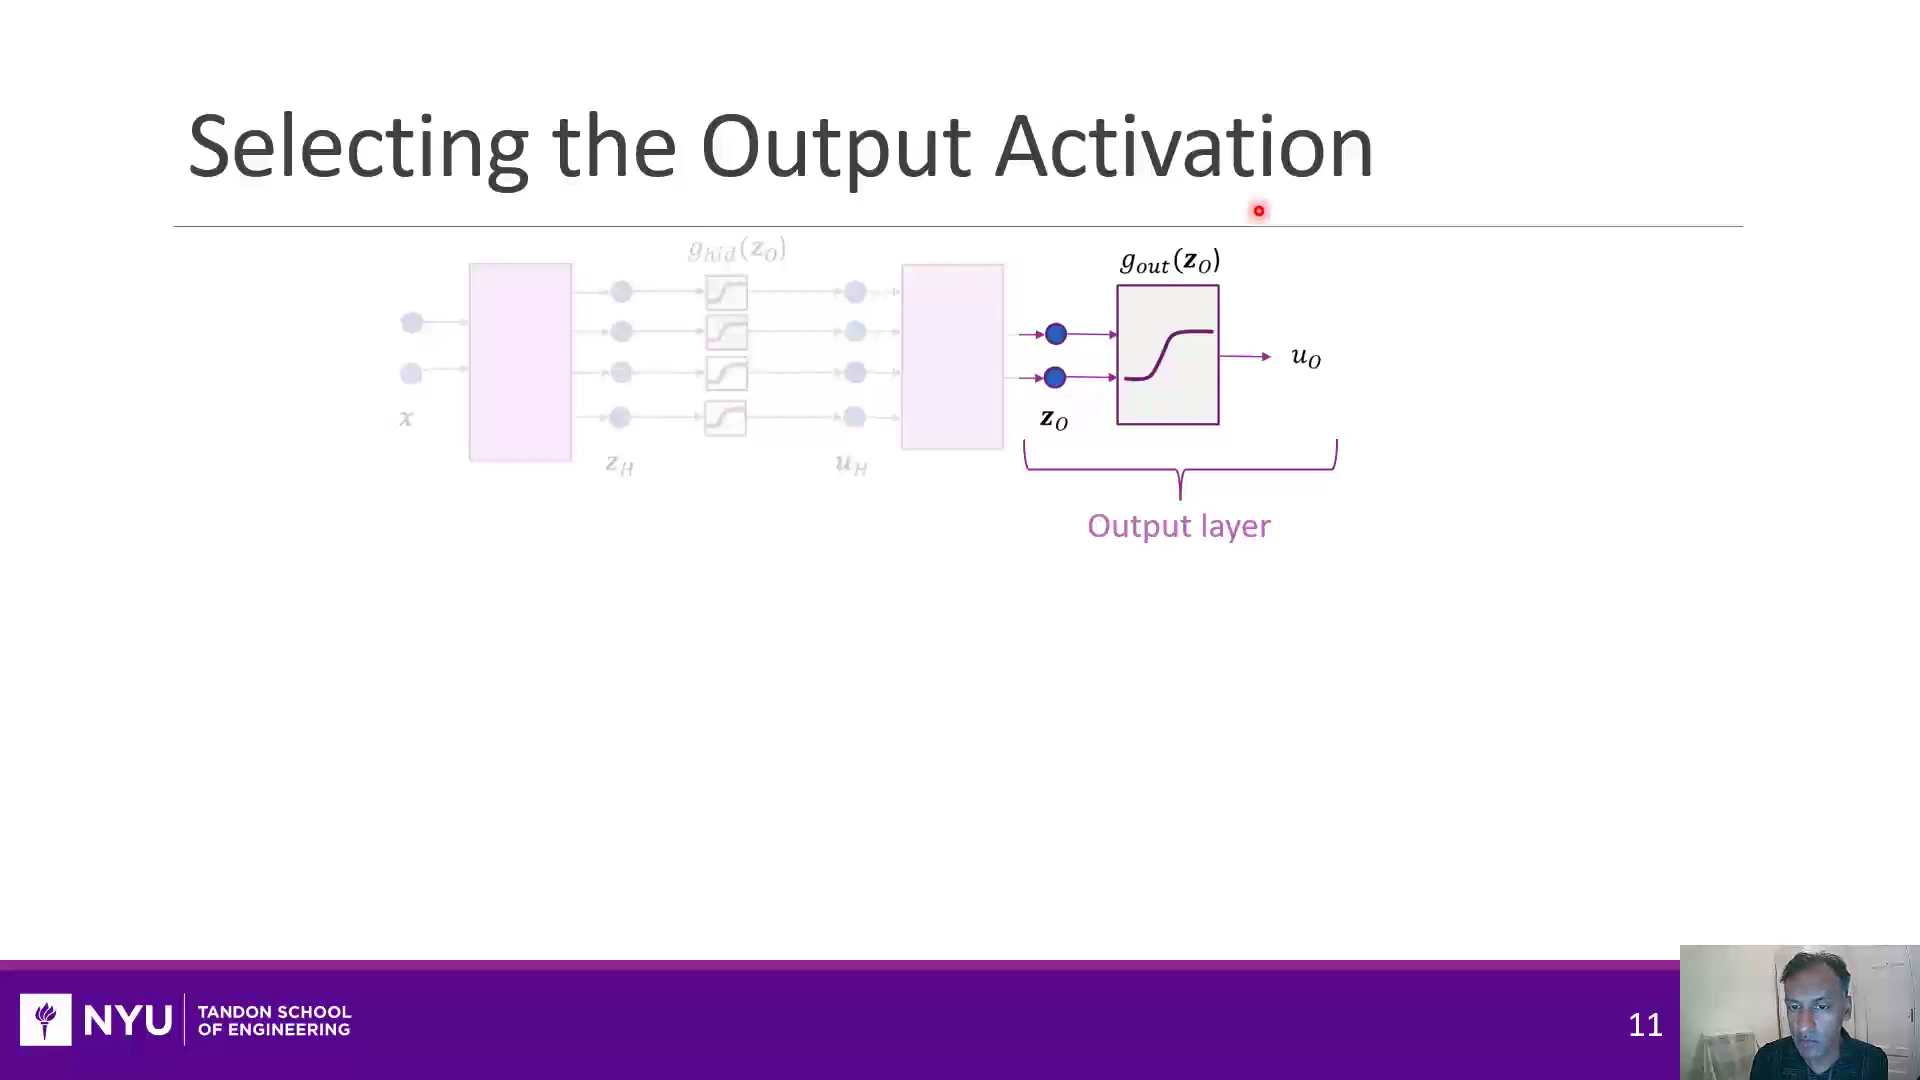 Selecting the Output Activation
g_hid(z_O)
g_out(z_O)
u_O
x
z_H
u_H
z_O
Output layer
NYU
TANDON SCHOOL
OF ENGINEERING
11